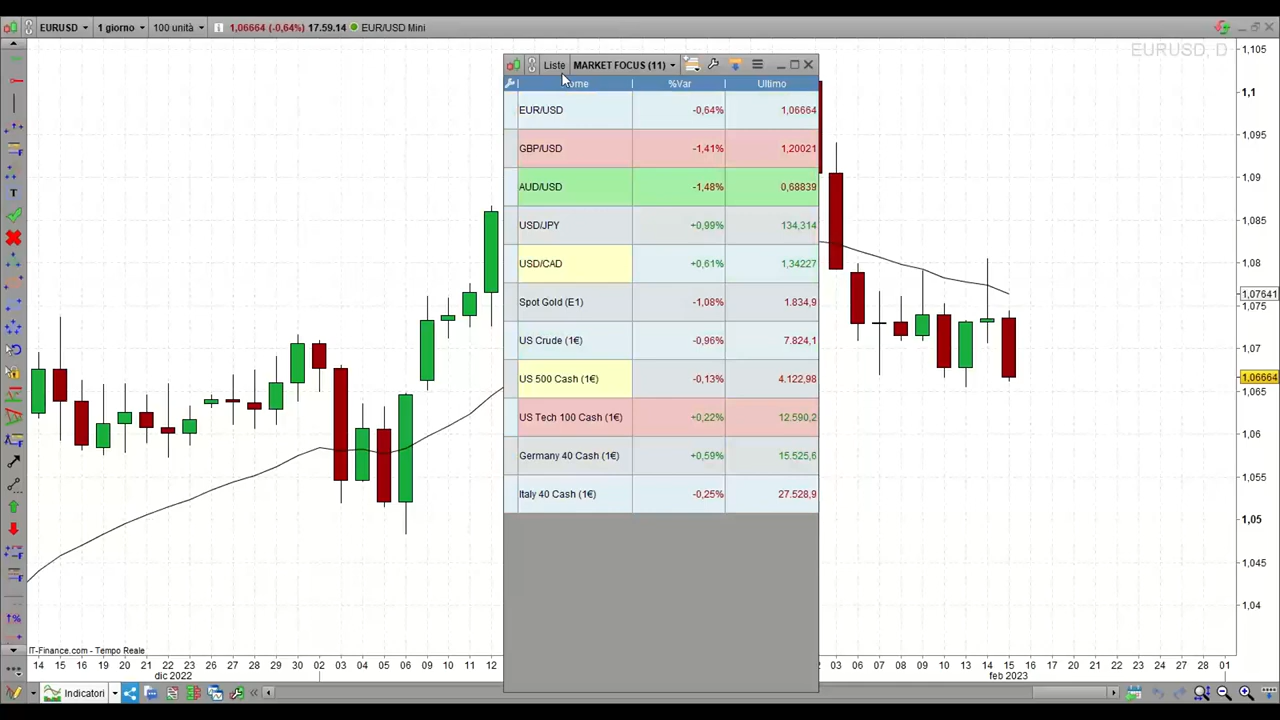 EURUSD 1 giorno 100 unità 1,06664 (-0,64%) 17.59.14 EUR/USD Mini
EURUSD, D
Liste MARKET FOCUS (11)
%Var Ultimo
EUR/USD -0,64% 1,06664
GBP/USD -1,41% 1,20021
AUD/USD -1,48% 0,68839
USD/JPY +0,99% 134,314
USD/CAD +0,61% 1,34227
Spot Gold (E1) -1,08% 1.834,9
US Crude (1€) -0,96% 7.824,1
US 500 Cash (1€) -0,13% 4.122,98
US Tech 100 Cash (1€) +0,22% 12.590,2
Germany 40 Cash (1€) +0,59% 15.525,6
Italy 40 Cash (1€) -0,25% 27.528,9
1,105
1,1
1,095
1,09
1,085
1,08
1,07641
1,075
1,07
1,06664
1,065
1,06
1,055
1,05
1,045
1,04
IT-Finance.com - Tempo Reale
14 15 16 19 20 21 22 23 26 27 28 29 30 02 03 04 05 06 09 10 11 12 03 06 07 08 09 10 13 14 15 16 17 20 21 22 23 24 27 28 01
dic 2022 feb 2023
Indicatori